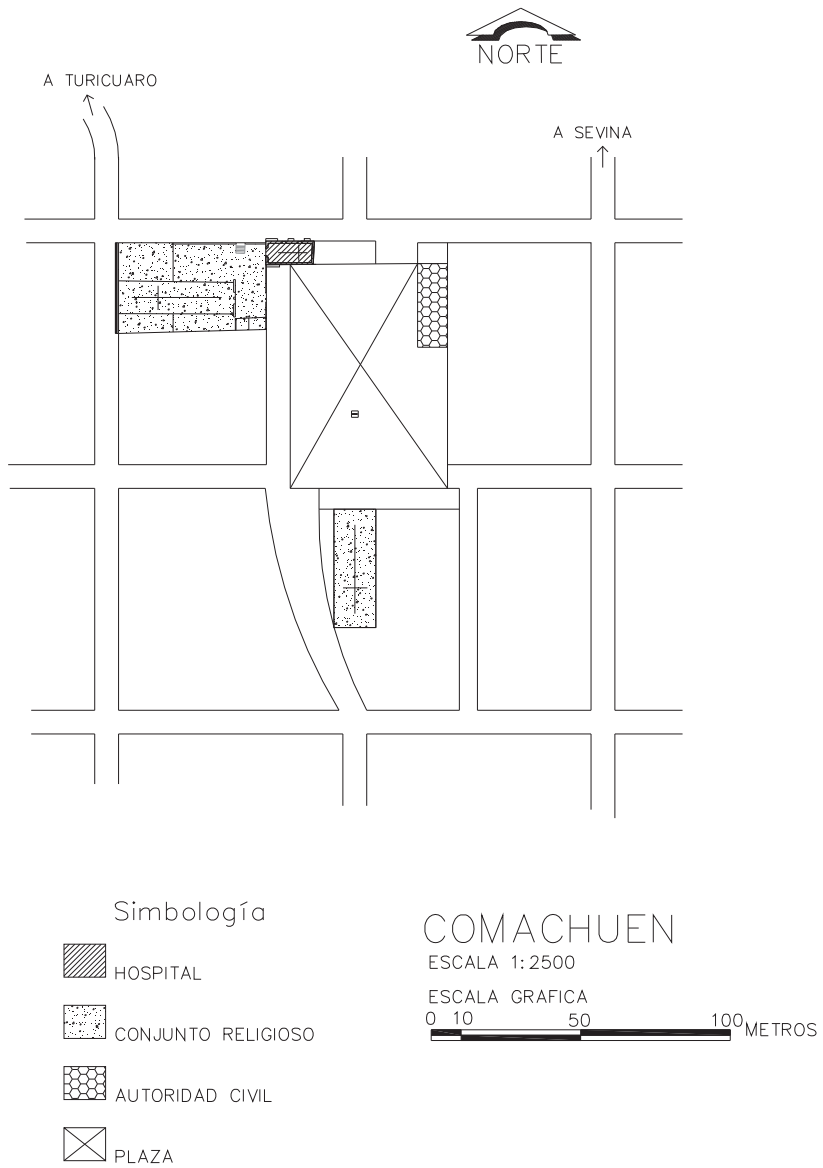 NORTE
A TURICUARO
A SEVINA
Simbología
HOSPITAL
CONJUNTO RELIGIOSO
AUTORIDAD CIVIL
PLAZA
COMACHUEN
ESCALA 1:2500
ESCALA GRAFICA
0 10 50 100 METROS